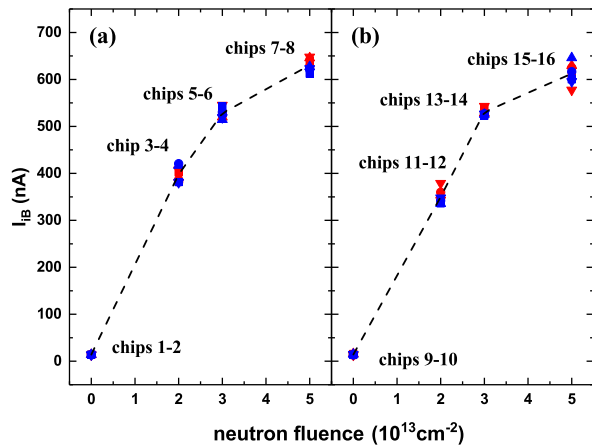 (a)
(b)
700
600
500
400
300
200
100
0
I_iB (nA)
chips 7-8
chips 5-6
chip 3-4
chips 1-2
chips 15-16
chips 13-14
chips 11-12
chips 9-10
0 1 2 3 4 5
0 1 2 3 4 5
neutron fluence (10^13cm^-2)